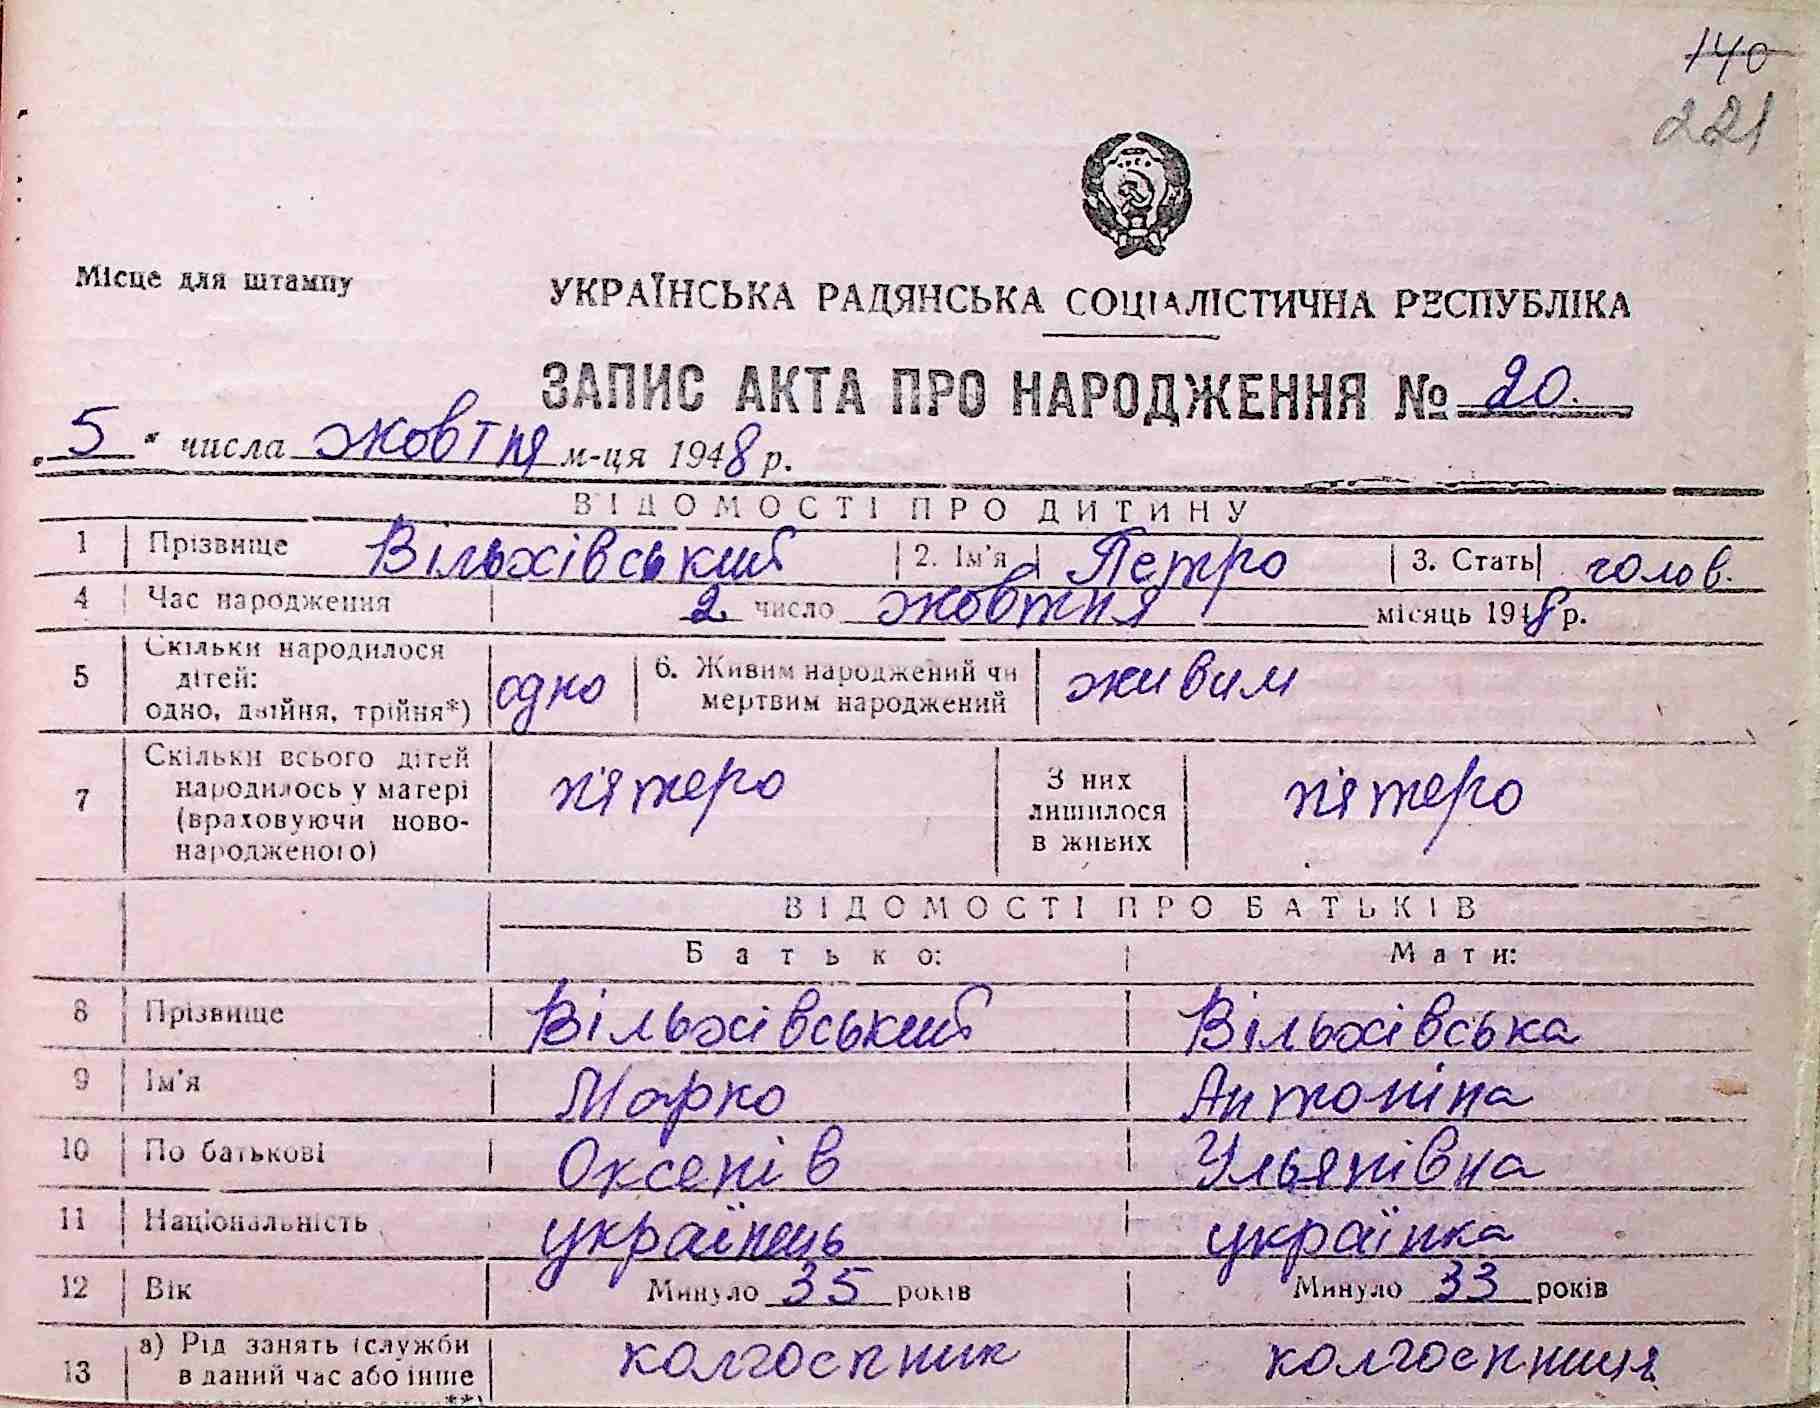 140
221
Місце для штампу
УКРАЇНСЬКА РАДЯНСЬКА СОЦІАЛІСТИЧНА РЕСПУБЛІКА
ЗАПИС АКТА ПРО НАРОДЖЕННЯ № 20.
„5" числа жовтня м-ця 1948 р.
ВІДОМОСТІ ПРО ДИТИНУ
1 Прізвище Вільхівський 2. Ім'я Петро 3. Стать чолов.
4 Час народження 2 число жовтня місяць 1948 р.
5 Скільки народилося дітей: одно, двійня, трійня*) одно 6. Живим народжений чи мертвим народжений живим
7 Скільки всього дітей народилось у матері (враховуючи ново-народженого) п'ятеро З них лишилося в живих п'ятеро
ВІДОМОСТІ ПРО БАТЬКІВ
Батько: Мати:
8 Прізвище Вільхівський Вільхівська
9 Ім'я Марко Антоніна
10 По батькові Оксенів Ульянівна
11 Національність українець українка
12 Вік Минуло 35 років Минуло 33 років
13 а) Рід занять (служби в даний час або інше колгоспник колгоспниця